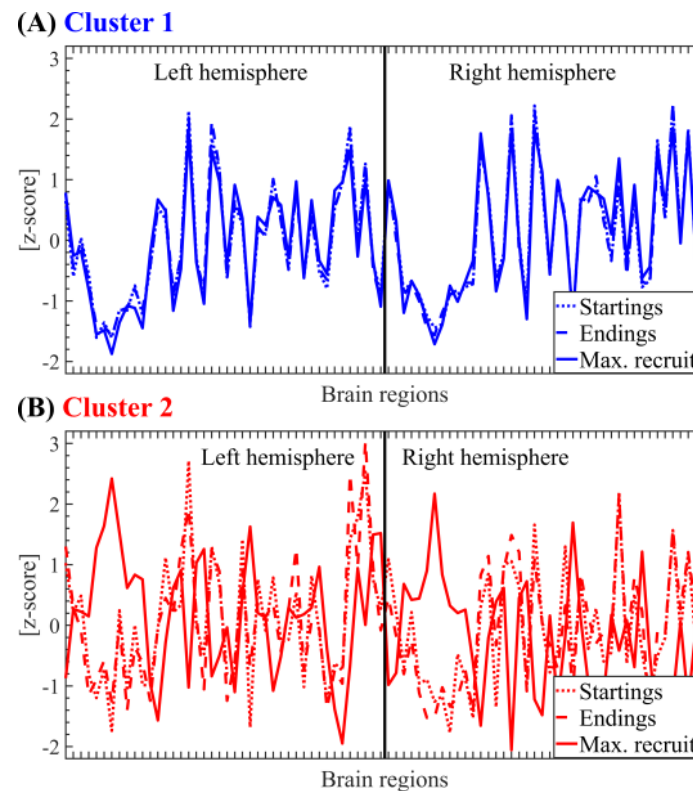 (A) Cluster 1
3
2
1
0
-1
-2
[z-score]
Left hemisphere
Right hemisphere
Startings
Endings
Max. recruit
Brain regions
(B) Cluster 2
3
2
1
0
-1
-2
[z-score]
Left hemisphere
Right hemisphere
Startings
Endings
Max. recruit
Brain regions